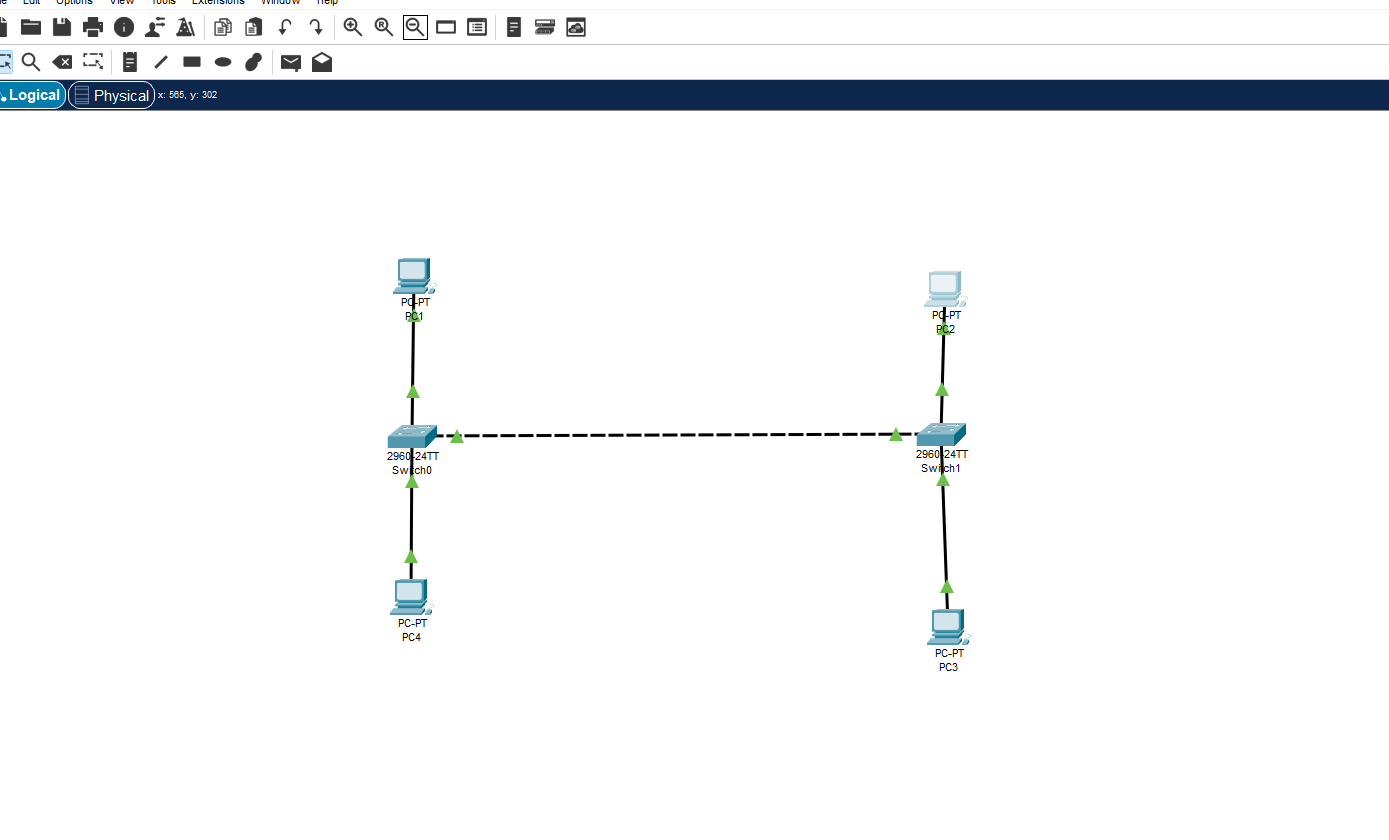 Edit Options View Tools Extensions Window Help
Logical Physical x: 565, y: 302
PC-PT
PC1
PC-PT
PC2
2960-24TT
Switch0
2960-24TT
Switch1
PC-PT
PC4
PC-PT
PC3